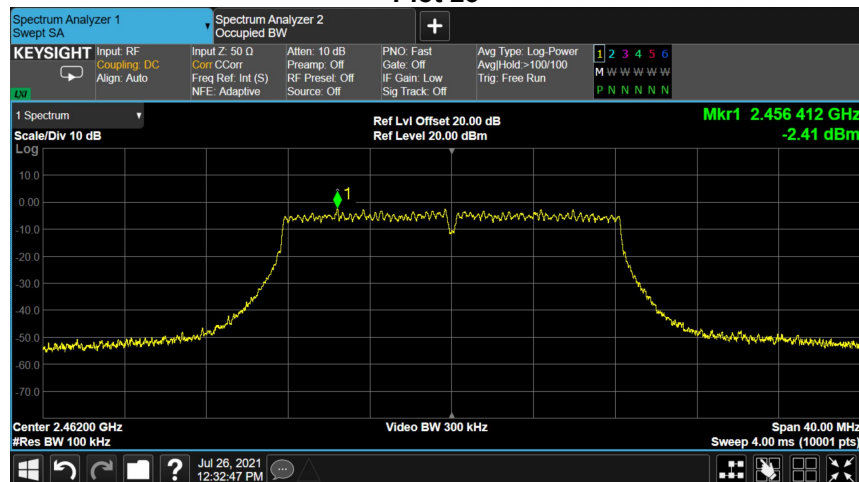 Spectrum Analyzer 1
Swept SA
Spectrum Analyzer 2
Occupied BW
+
KEYSIGHT
Input: RF
Coupling: DC
Align: Auto
LXI
Input Z: 50 Ω
Corr CCorr
Freq Ref: Int (S)
NFE: Adaptive
Atten: 10 dB
Preamp: Off
RF Presel: Off
Source: Off
PNO: Fast
Gate: Off
IF Gain: Low
Sig Track: Off
Avg Type: Log-Power
Avg|Hold:>100/100
Trig: Free Run
1 2 3 4 5 6
M W W W W W
P N N N N N
1 Spectrum
Scale/Div 10 dB
Ref Lvl Offset 20.00 dB
Ref Level 20.00 dBm
Mkr1 2.456 412 GHz
-2.41 dBm
Log
10.0
0.00
-10.0
-20.0
-30.0
-40.0
-50.0
-60.0
-70.0
1
Center 2.46200 GHz
#Res BW 100 kHz
Video BW 300 kHz
Span 40.00 MHz
Sweep 4.00 ms (10001 pts)
?
Jul 26, 2021
12:32:47 PM